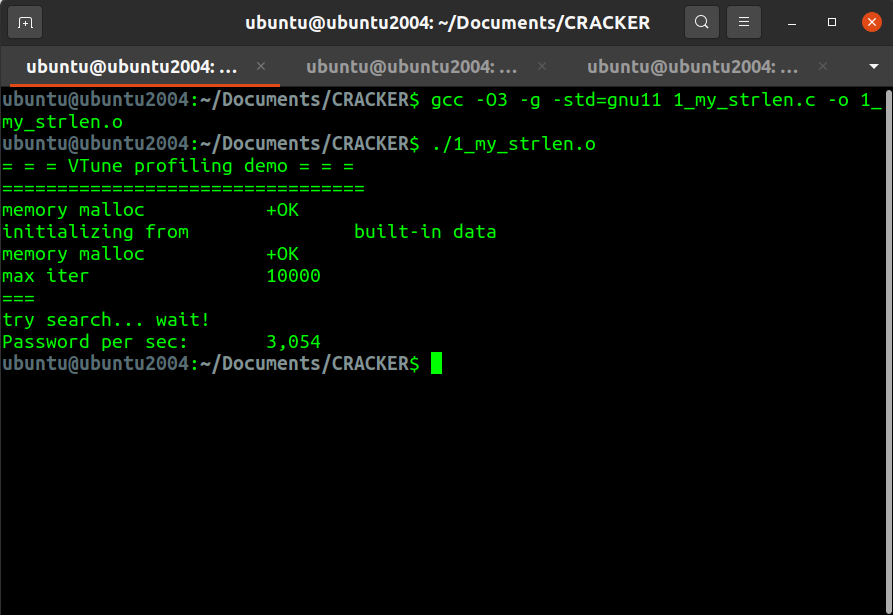 ubuntu@ubuntu2004: ~/Documents/CRACKER
ubuntu@ubuntu2004: ... × ubuntu@ubuntu2004: ... × ubuntu@ubuntu2004: ... ×
ubuntu@ubuntu2004:~/Documents/CRACKER$ gcc -O3 -g -std=gnu11 1_my_strlen.c -o 1_
my_strlen.o
ubuntu@ubuntu2004:~/Documents/CRACKER$ ./1_my_strlen.o
= = = VTune profiling demo = = =
=================================
memory malloc           +OK
initializing from               built-in data
memory malloc           +OK
max iter                10000
===
try search... wait!
Password per sec:       3,054
ubuntu@ubuntu2004:~/Documents/CRACKER$